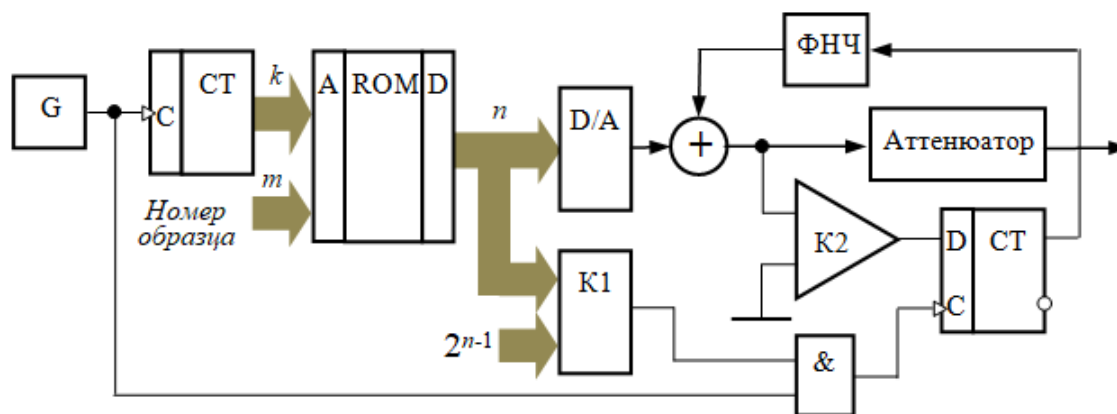 G
C
CT
k
m
Номер
образца
A
ROM
D
n
D/A
ФНЧ
+
Аттенюатор
K1
2ⁿ⁻¹
K2
&
D
CT
C